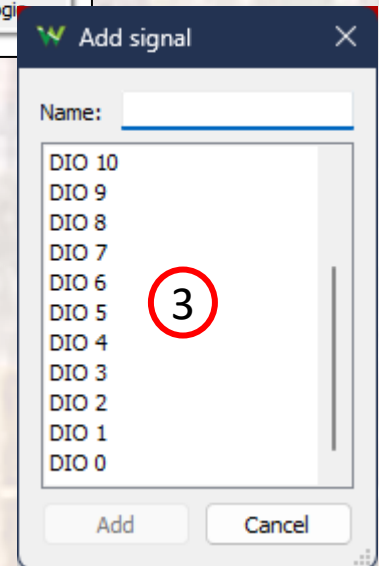 Add signal
Name:
DIO 10
DIO 9
DIO 8
DIO 7
DIO 6
DIO 5
3
DIO 4
DIO 3
DIO 2
DIO 1
DIO 0
Add
Cancel